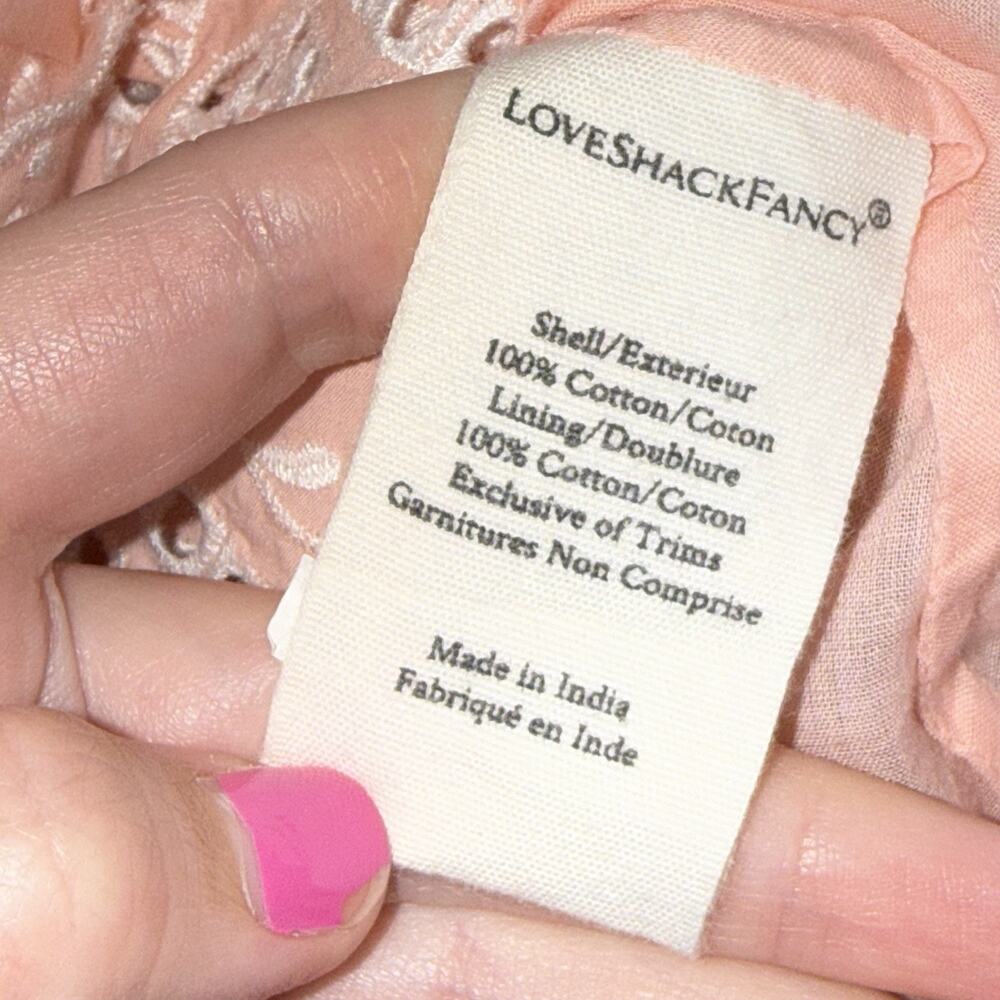 LOVESHACKFANCY®
Shell/Exterieur
100% Cotton/Coton
Lining/Doublure
100% Cotton/Coton
Exclusive of Trims
Garnitures Non Comprise
Made in India
Fabriqué en Inde